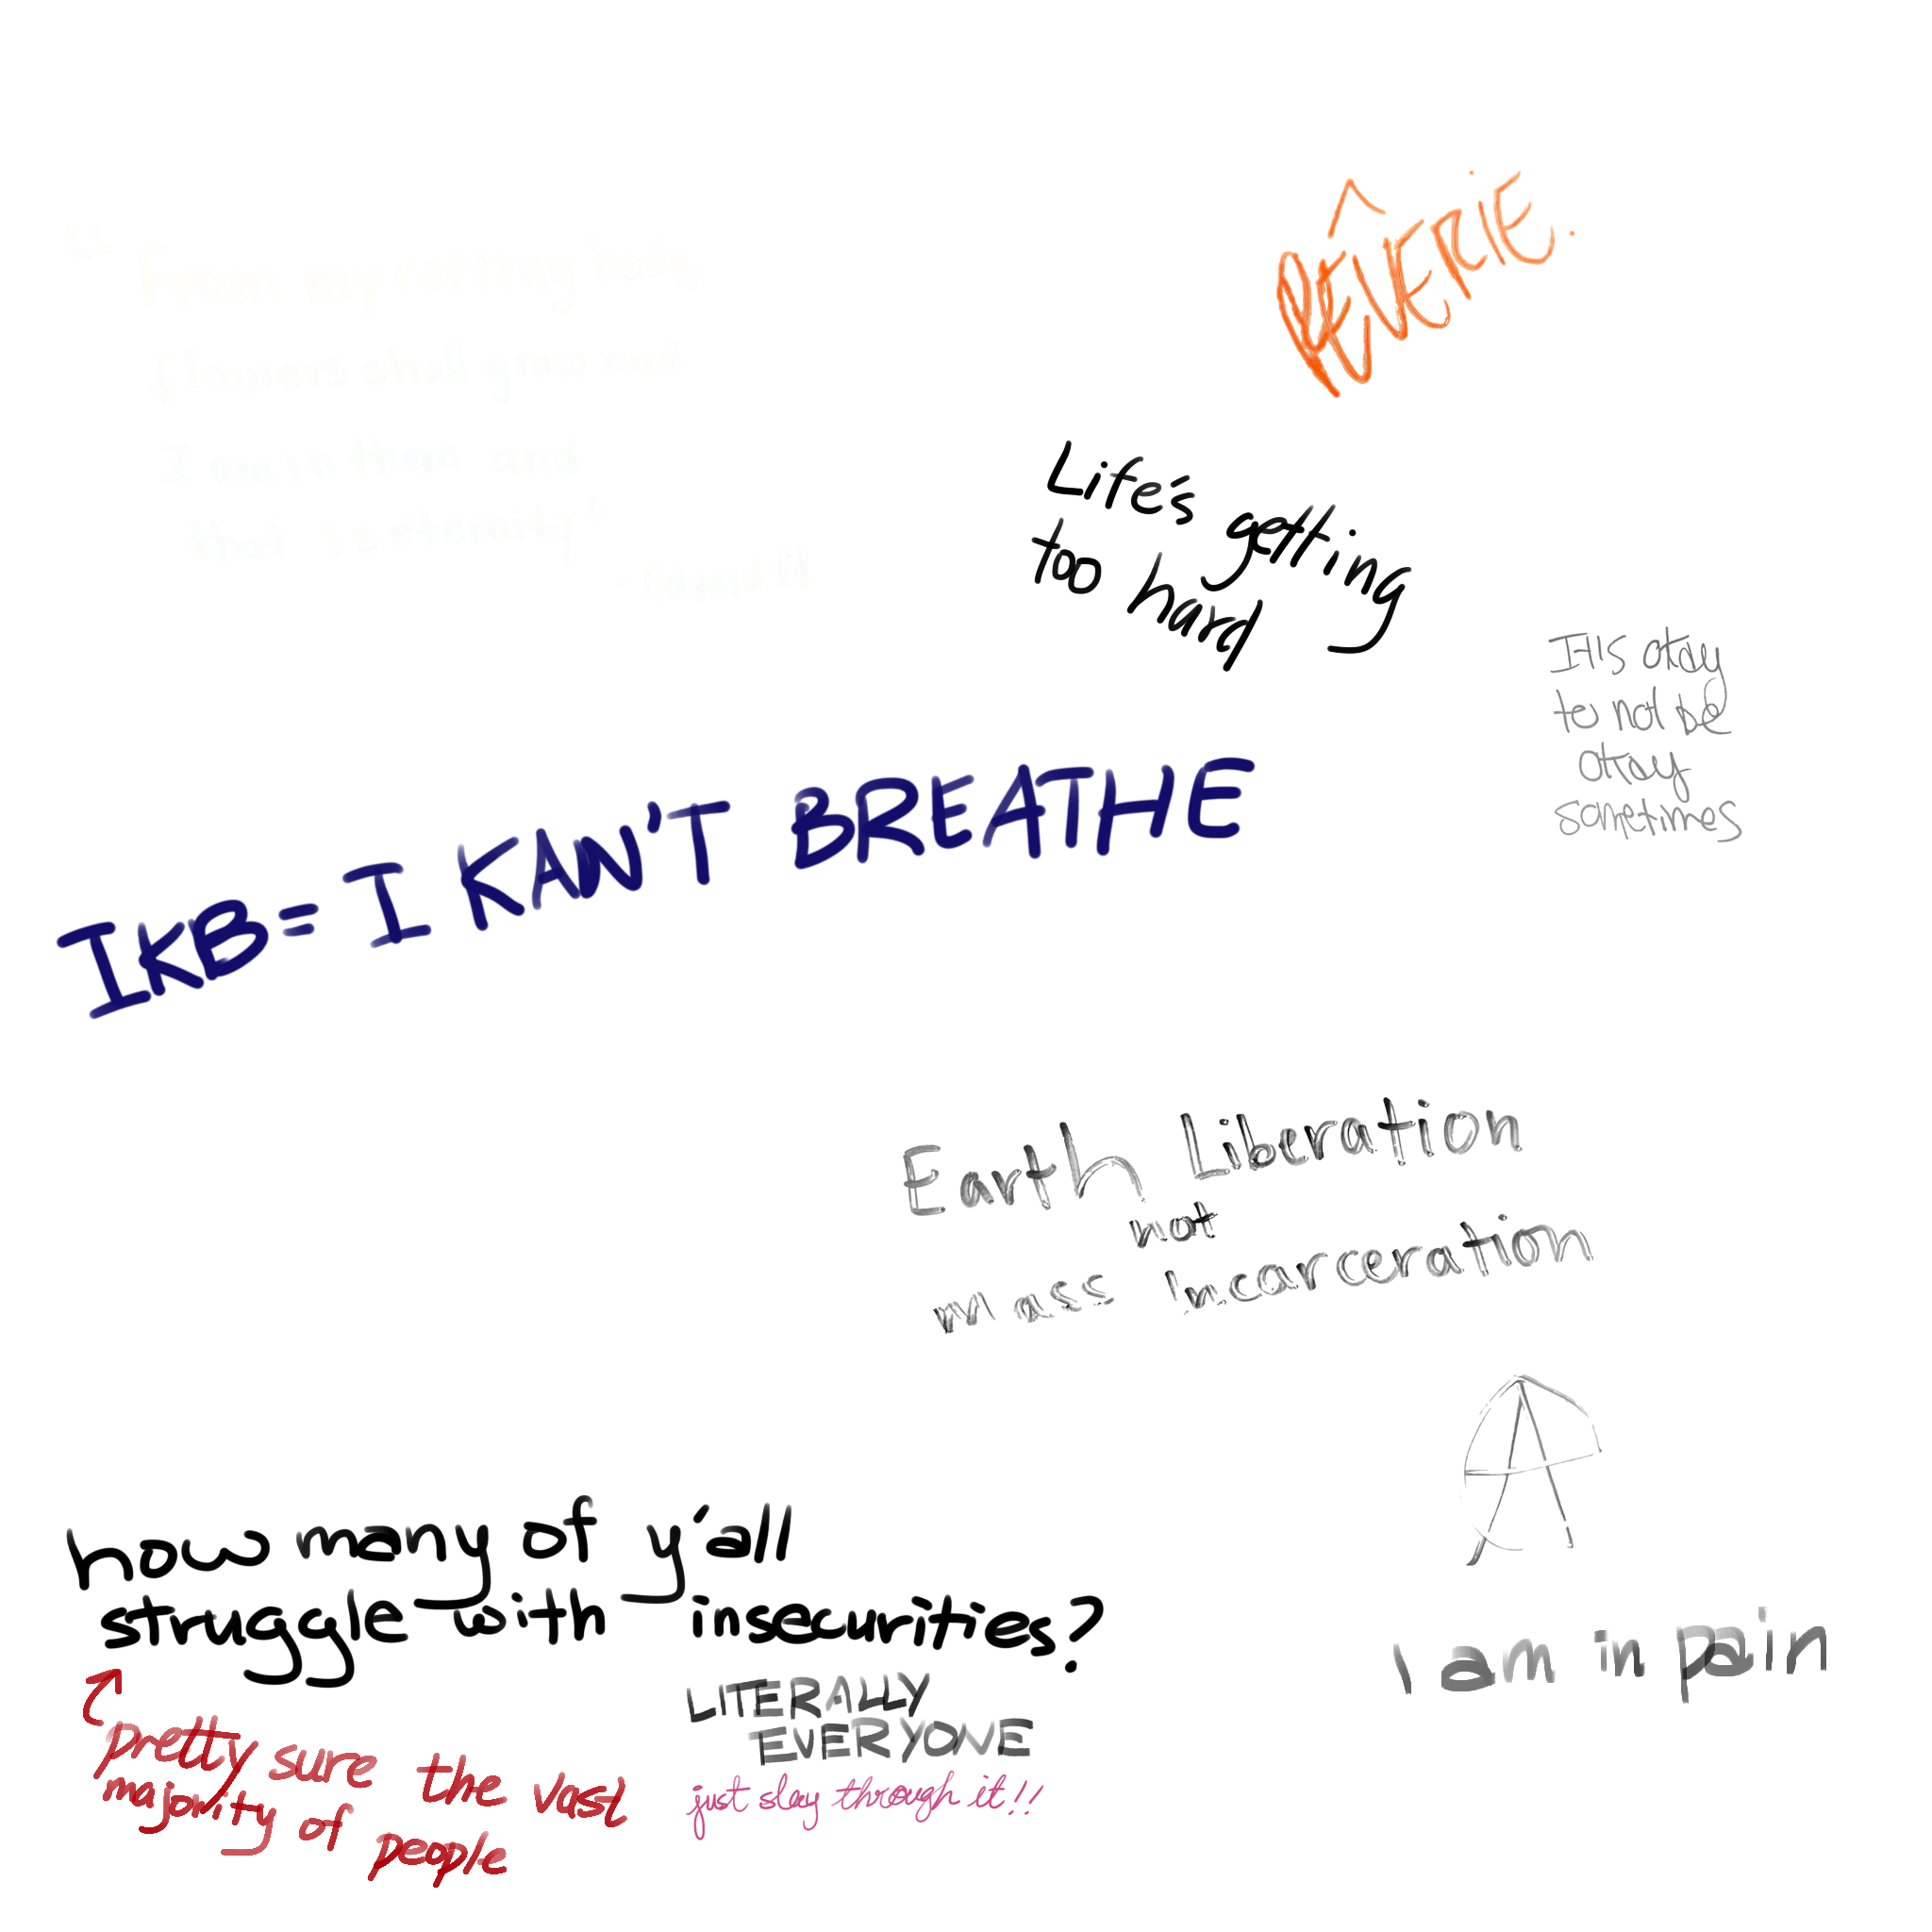 RÊVERIE.
"From my rotting body
flowers shall grow and
I am in them and
that is eternity"
Life's getting
too hard
It's okay
to not be
okay
sometimes
IKB = I KAN'T BREATHE
Earth Liberation
not
mass Incarceration
A
how many of y'all
struggle with insecurities?
LITERALLY
EVERYONE
just slay through it!!
pretty sure the vast
majority of
people
I am in pain